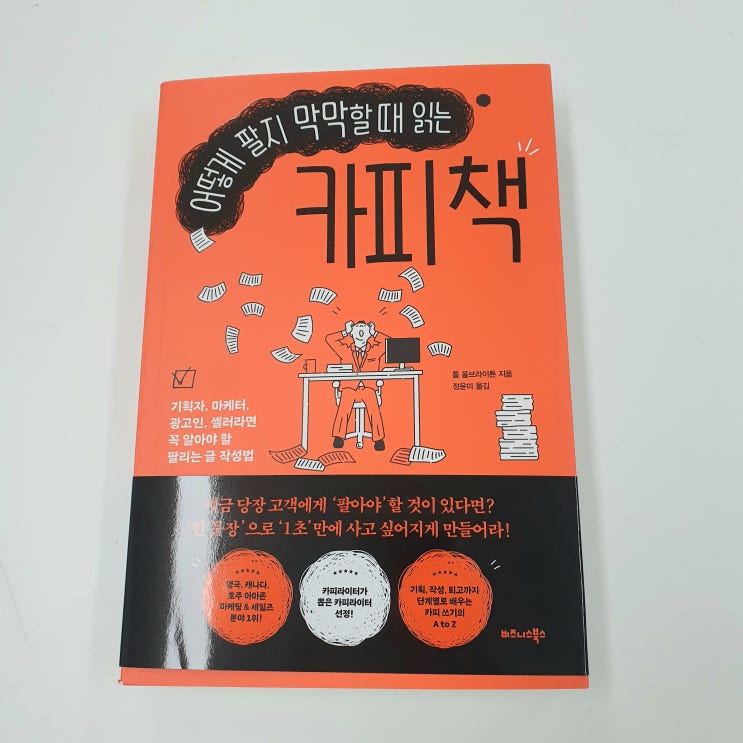 어떻게 팔지 막막할 때 읽는
카피책
톰 올브라이튼 지음
정윤미 옮김
기획자, 마케터,
광고인, 셀러라면
꼭 알아야 할
팔리는 글 작성법
지금 당장 고객에게 '팔아야'할 것이 있다면?
'한 문장'으로 '1초'만에 사고 싶어지게 만들어라!
영국, 캐나다,
호주 아마존
마케팅 & 세일즈
분야 1위!
카피라이터가
뽑은 카피라이터
선정!
기획, 작성, 퇴고까지
단계별로 배우는
카피 쓰기의
A to Z
비즈니스북스